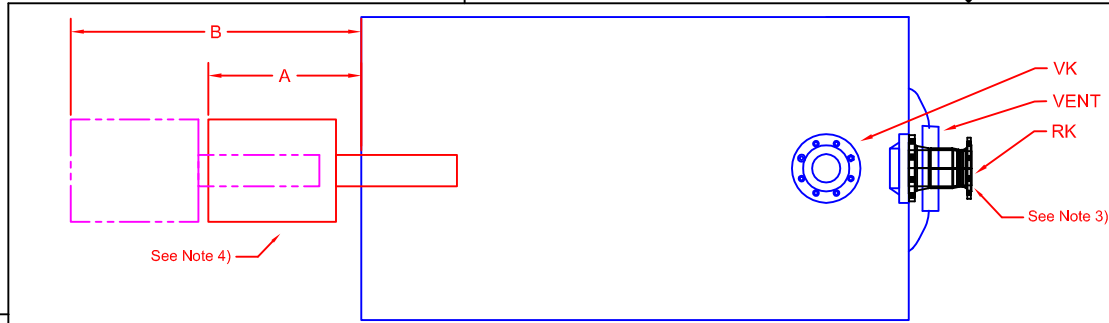 B
A
VK
VENT
RK
See Note 3)
See Note 4)